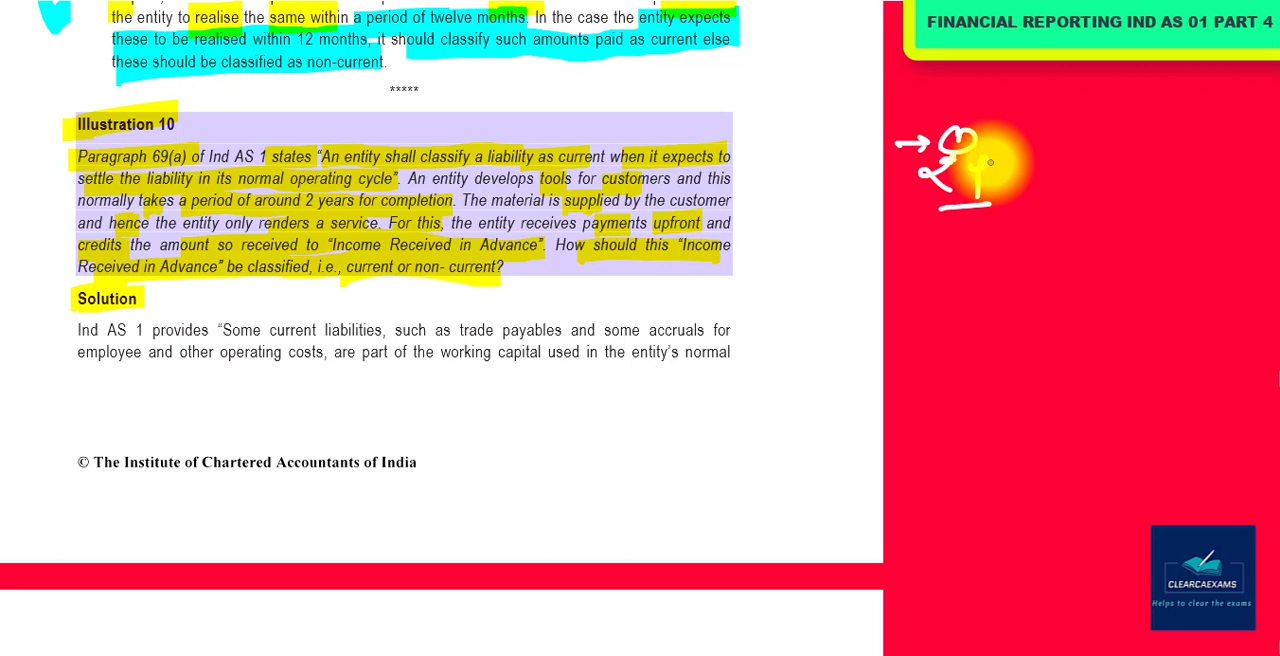 the entity to realise the same within a period of twelve months. In the case the entity expects
these to be realised within 12 months, it should classify such amounts paid as current else
these should be classified as non-current.
*****
Illustration 10
Paragraph 69(a) of Ind AS 1 states “An entity shall classify a liability as current when it expects to
settle the liability in its normal operating cycle”. An entity develops tools for customers and this
normally takes a period of around 2 years for completion. The material is supplied by the customer
and hence the entity only renders a service. For this, the entity receives payments upfront and
credits the amount so received to “Income Received in Advance”. How should this “Income
Received in Advance” be classified, i.e., current or non- current?
Solution
Ind AS 1 provides “Some current liabilities, such as trade payables and some accruals for
employee and other operating costs, are part of the working capital used in the entity’s normal
© The Institute of Chartered Accountants of India
FINANCIAL REPORTING IND AS 01 PART 4
CLEARCAEXAMS
Helps to clear the exams